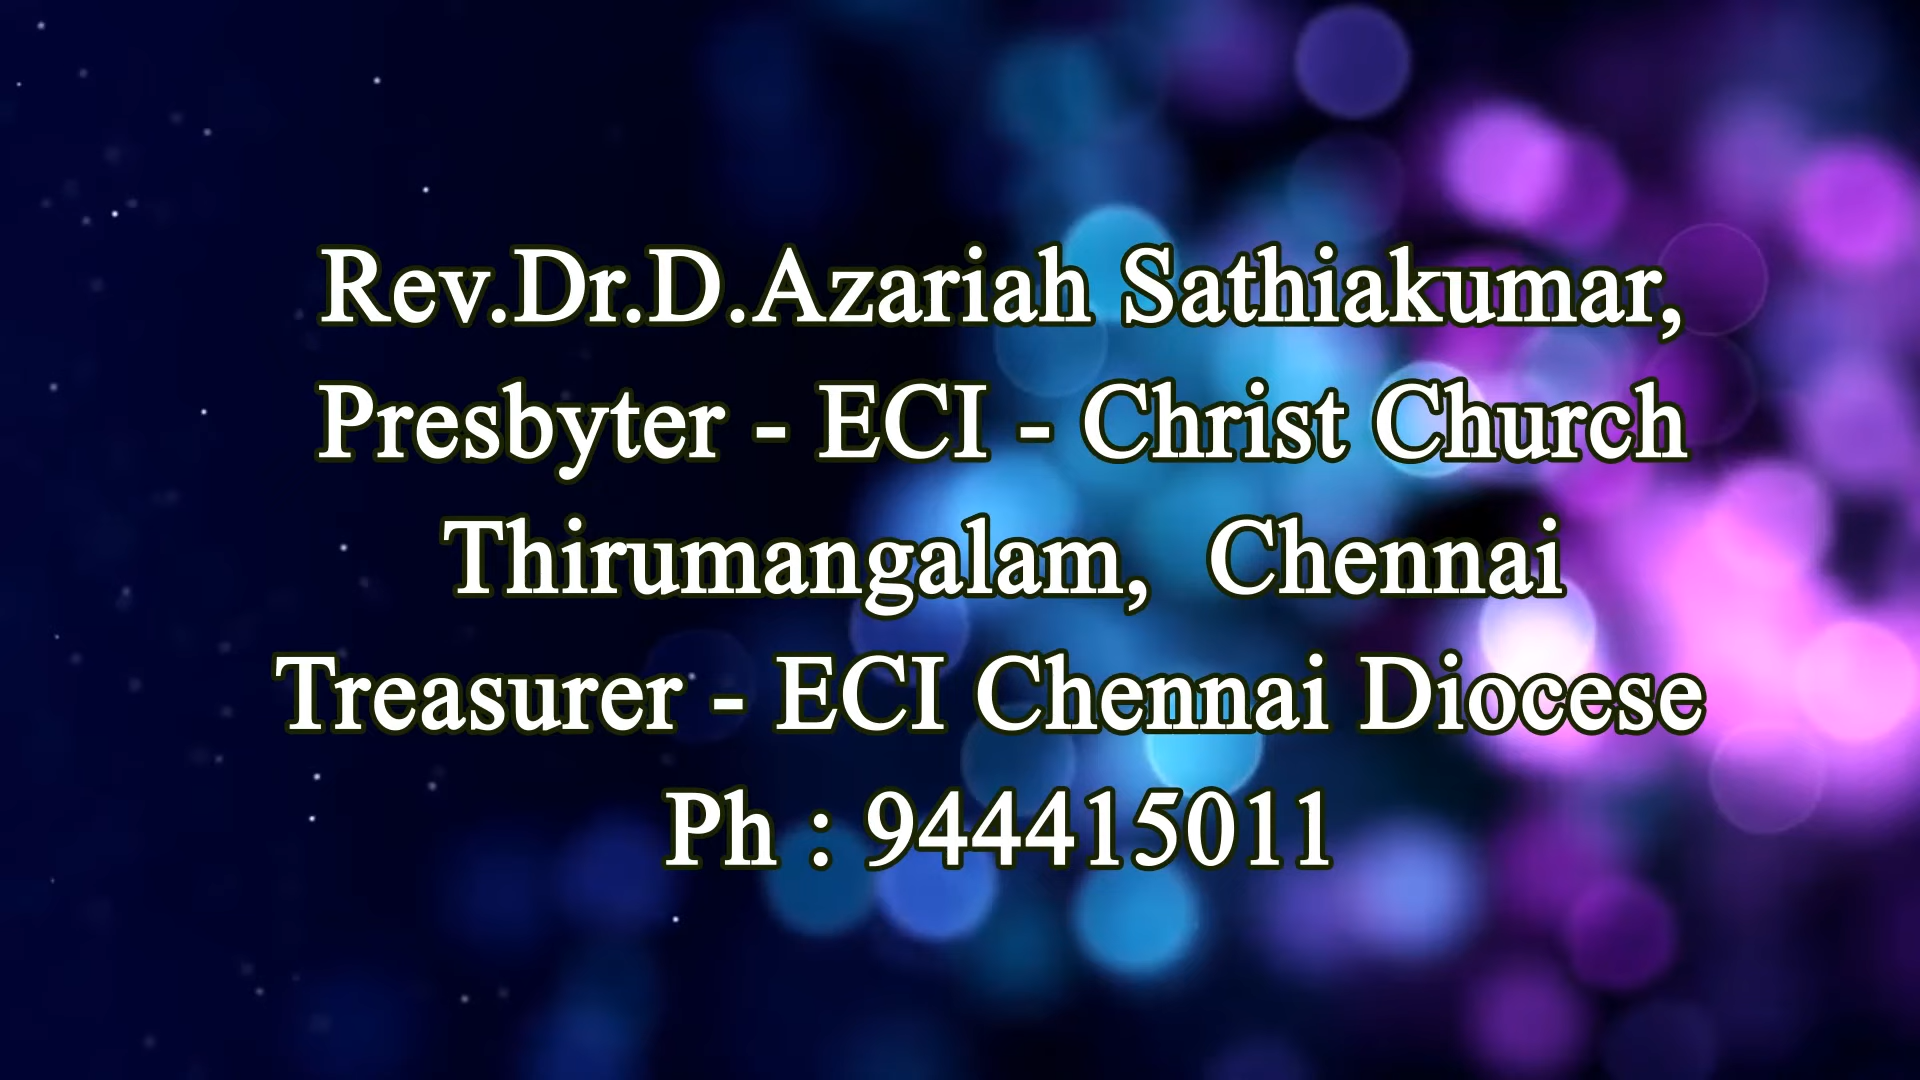 Rev.Dr.D.Azariah Sathiakumar,
Presbyter - ECI - Christ Church
Thirumangalam, Chennai
Treasurer - ECI Chennai Diocese
Ph : 944415011